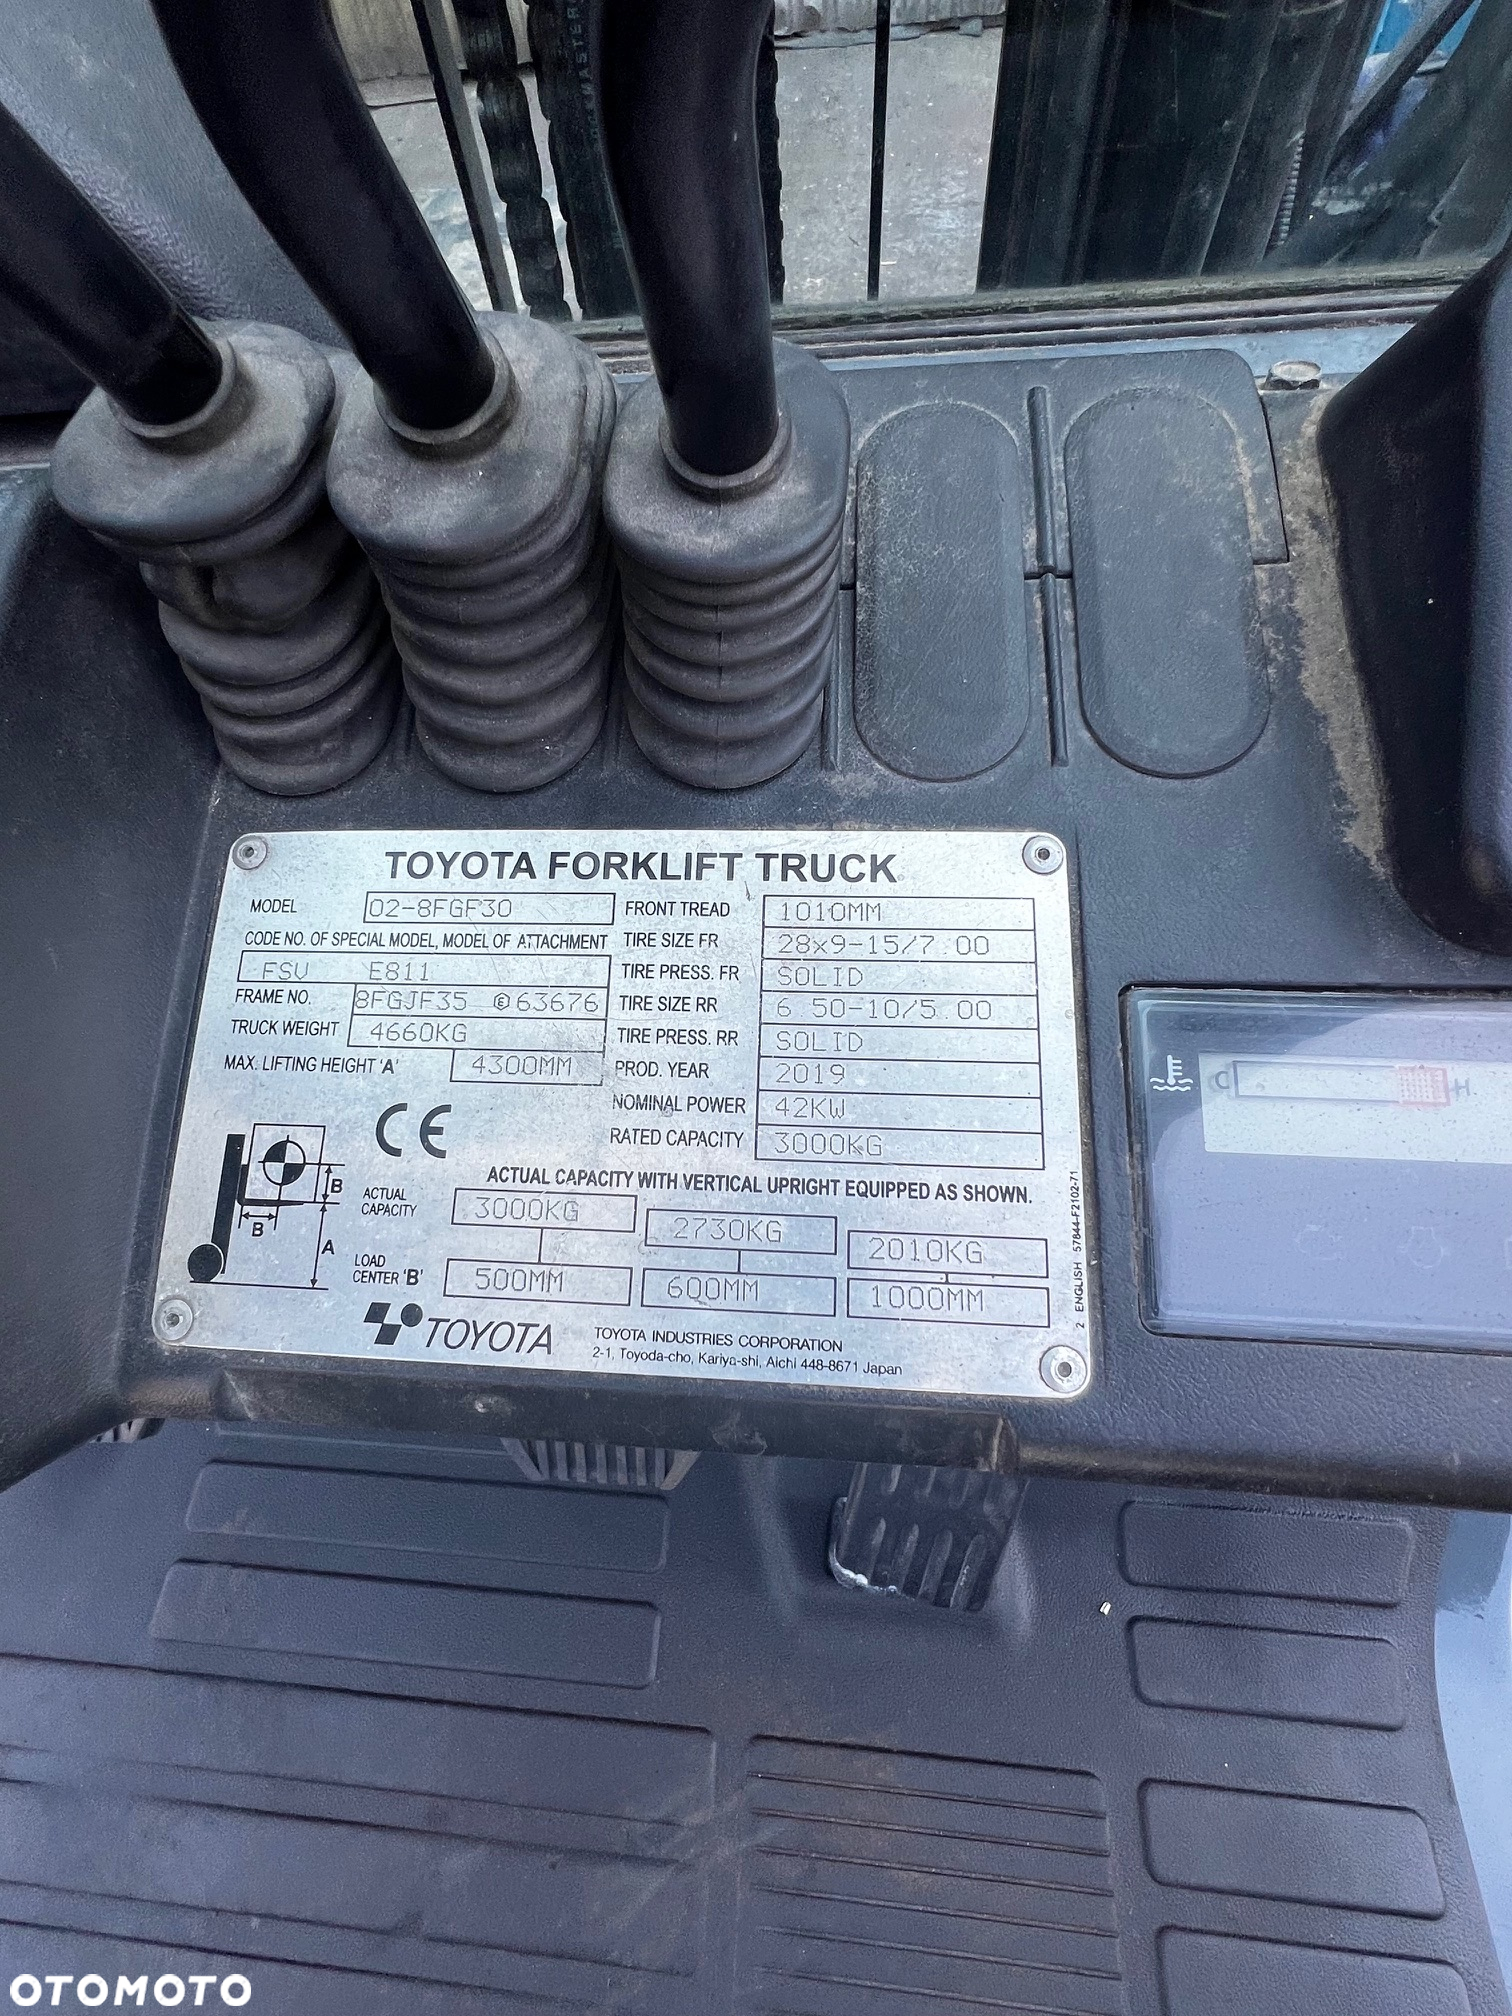 MASTER
TOYOTA FORKLIFT TRUCK
MODEL 02-8FGF30
CODE NO. OF SPECIAL MODEL, MODEL OF ATTACHMENT
FSV E811
FRAME NO. 8FGJF35 Ⓔ63676
TRUCK WEIGHT 4660KG
MAX. LIFTING HEIGHT 'A' 4300MM
FRONT TREAD 1010MM
TIRE SIZE FR 28x9-15/7.00
TIRE PRESS. FR SOLID
TIRE SIZE RR 6.50-10/5.00
TIRE PRESS. RR SOLID
PROD. YEAR 2019
NOMINAL POWER 42KW
RATED CAPACITY 3000KG
CE
B
B
A
ACTUAL CAPACITY WITH VERTICAL UPRIGHT EQUIPPED AS SHOWN.
ACTUAL
CAPACITY
3000KG 2730KG 2010KG
LOAD
CENTER 'B'
500MM 600MM 1000MM
TOYOTA
TOYOTA INDUSTRIES CORPORATION
2-1, Toyoda-cho, Kariya-shi, Aichi 448-8671 Japan
2 ENGLISH 57844-F2102-71
C H
OTOMOTO